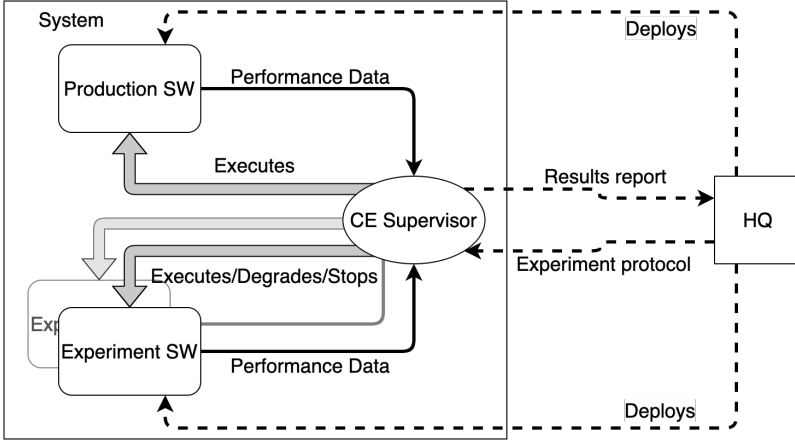 System
Deploys
Production SW
Performance Data
Executes
Results report
CE Supervisor
HQ
Experiment protocol
Executes/Degrades/Stops
Exp
Experiment SW
Performance Data
Deploys